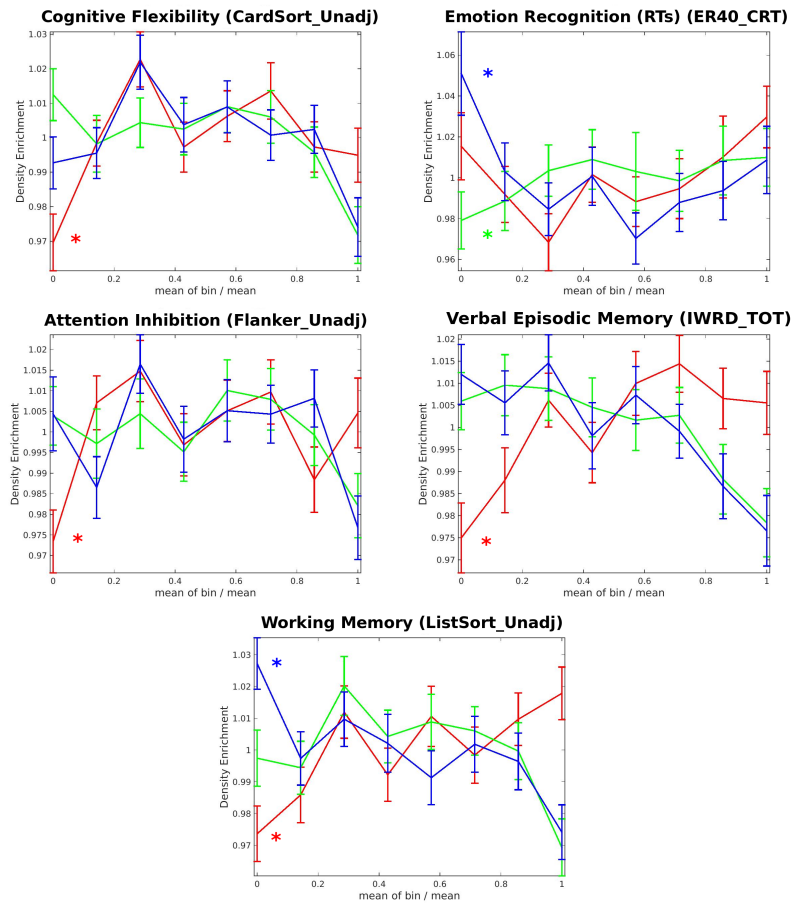 Cognitive Flexibility (CardSort_Unadj)
1.03
1.02
1.01
1
0.99
0.98
0.97
Density Enrichment
0 0.2 0.4 0.6 0.8 1
mean of bin / mean
*
Emotion Recognition (RTs) (ER40_CRT)
1.06
1.04
1.02
1
0.98
0.96
Density Enrichment
0 0.2 0.4 0.6 0.8 1
mean of bin / mean
*
*
Attention Inhibition (Flanker_Unadj)
1.02
1.015
1.01
1.005
1
0.995
0.99
0.985
0.98
0.975
0.97
Density Enrichment
0 0.2 0.4 0.6 0.8 1
mean of bin / mean
*
Verbal Episodic Memory (IWRD_TOT)
1.02
1.015
1.01
1.005
1
0.995
0.99
0.985
0.98
0.975
0.97
Density Enrichment
0 0.2 0.4 0.6 0.8 1
mean of bin / mean
*
Working Memory (ListSort_Unadj)
1.03
1.02
1.01
1
0.99
0.98
0.97
Density Enrichment
0 0.2 0.4 0.6 0.8 1
mean of bin / mean
*
*